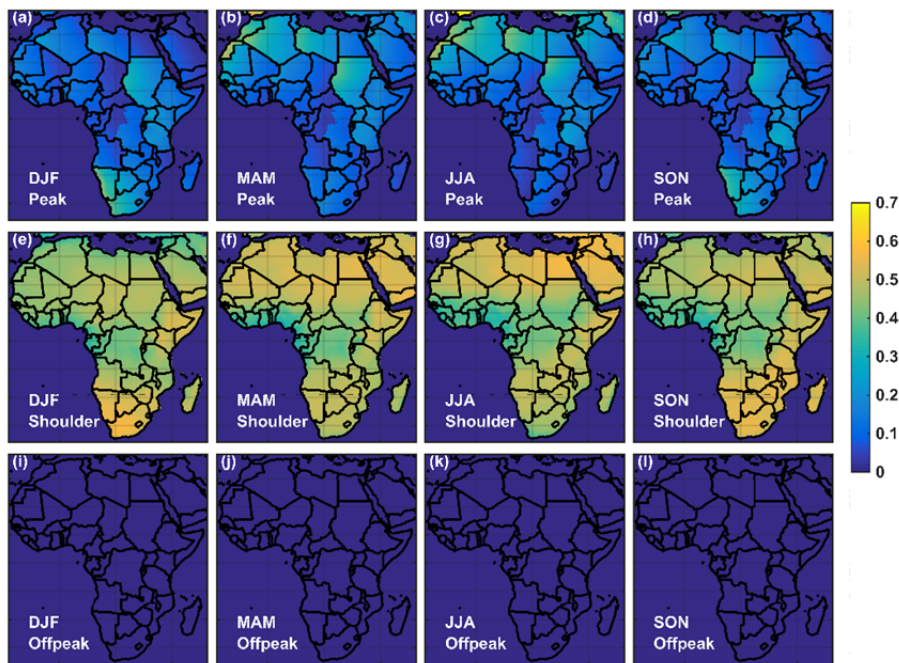 (a)
DJF
Peak
(b)
MAM
Peak
(c)
JJA
Peak
(d)
SON
Peak
(e)
DJF
Shoulder
(f)
MAM
Shoulder
(g)
JJA
Shoulder
(h)
SON
Shoulder
(i)
DJF
Offpeak
(j)
MAM
Offpeak
(k)
JJA
Offpeak
(l)
SON
Offpeak
0.7
0.6
0.5
0.4
0.3
0.2
0.1
0